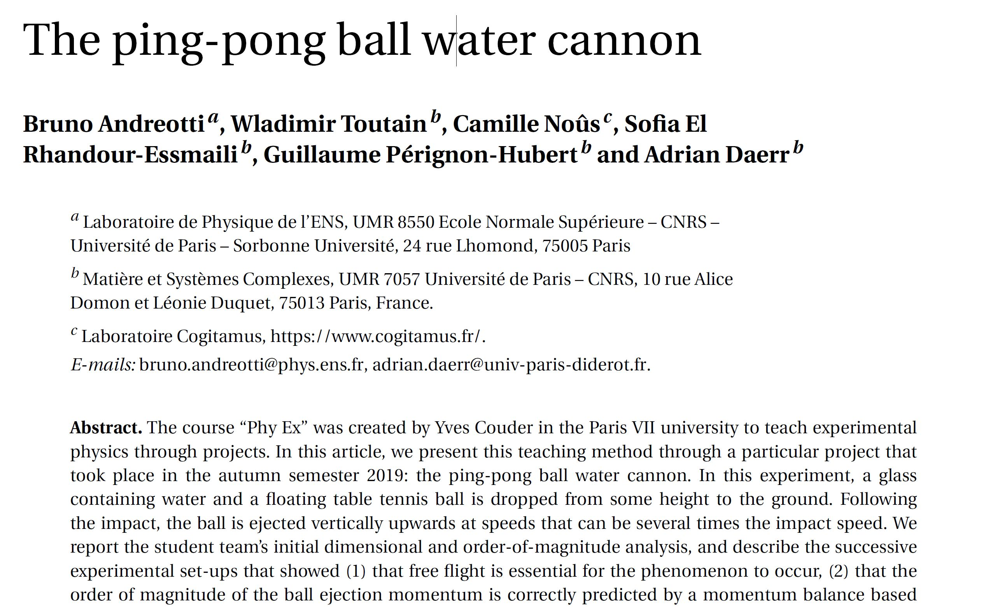 The ping-pong ball water cannon
Bruno Andreotti a, Wladimir Toutain b, Camille Noûs c, Sofia El
Rhandour-Essmaili b, Guillaume Pérignon-Hubert b and Adrian Daerr b
a Laboratoire de Physique de l’ENS, UMR 8550 Ecole Normale Supérieure – CNRS –
Université de Paris – Sorbonne Université, 24 rue Lhomond, 75005 Paris
b Matière et Systèmes Complexes, UMR 7057 Université de Paris – CNRS, 10 rue Alice
Domon et Léonie Duquet, 75013 Paris, France.
c Laboratoire Cogitamus, https://www.cogitamus.fr/.
E-mails: bruno.andreotti@phys.ens.fr, adrian.daerr@univ-paris-diderot.fr.
Abstract. The course “Phy Ex” was created by Yves Couder in the Paris VII university to teach experimental
physics through projects. In this article, we present this teaching method through a particular project that
took place in the autumn semester 2019: the ping-pong ball water cannon. In this experiment, a glass
containing water and a floating table tennis ball is dropped from some height to the ground. Following
the impact, the ball is ejected vertically upwards at speeds that can be several times the impact speed. We
report the student team’s initial dimensional and order-of-magnitude analysis, and describe the successive
experimental set-ups that showed (1) that free flight is essential for the phenomenon to occur, (2) that the
order of magnitude of the ball ejection momentum is correctly predicted by a momentum balance based